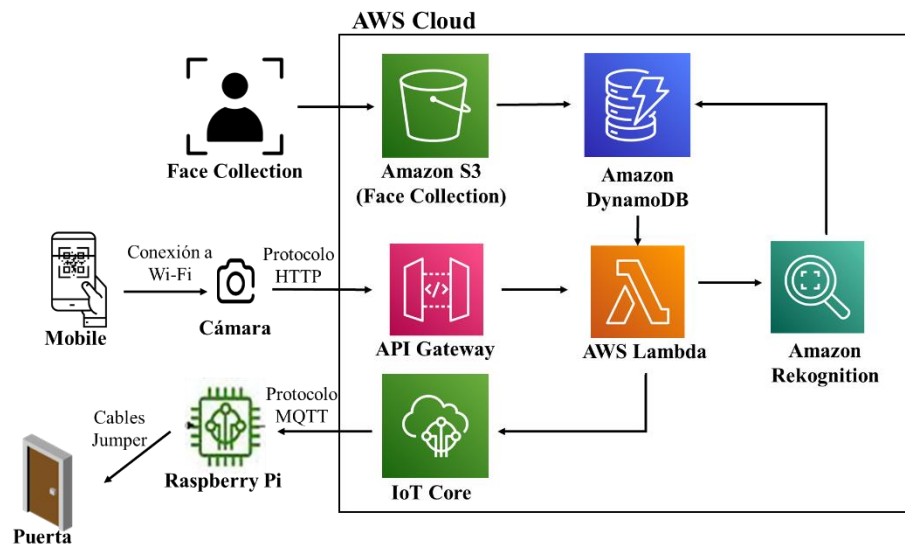 AWS Cloud
Face Collection
Amazon S3
(Face Collection)
Amazon
DynamoDB
Conexión a
Wi-Fi
Protocolo
HTTP
Mobile
Cámara
API Gateway
AWS Lambda
Amazon
Rekognition
Cables
Jumper
Protocolo
MQTT
Raspberry Pi
IoT Core
Puerta